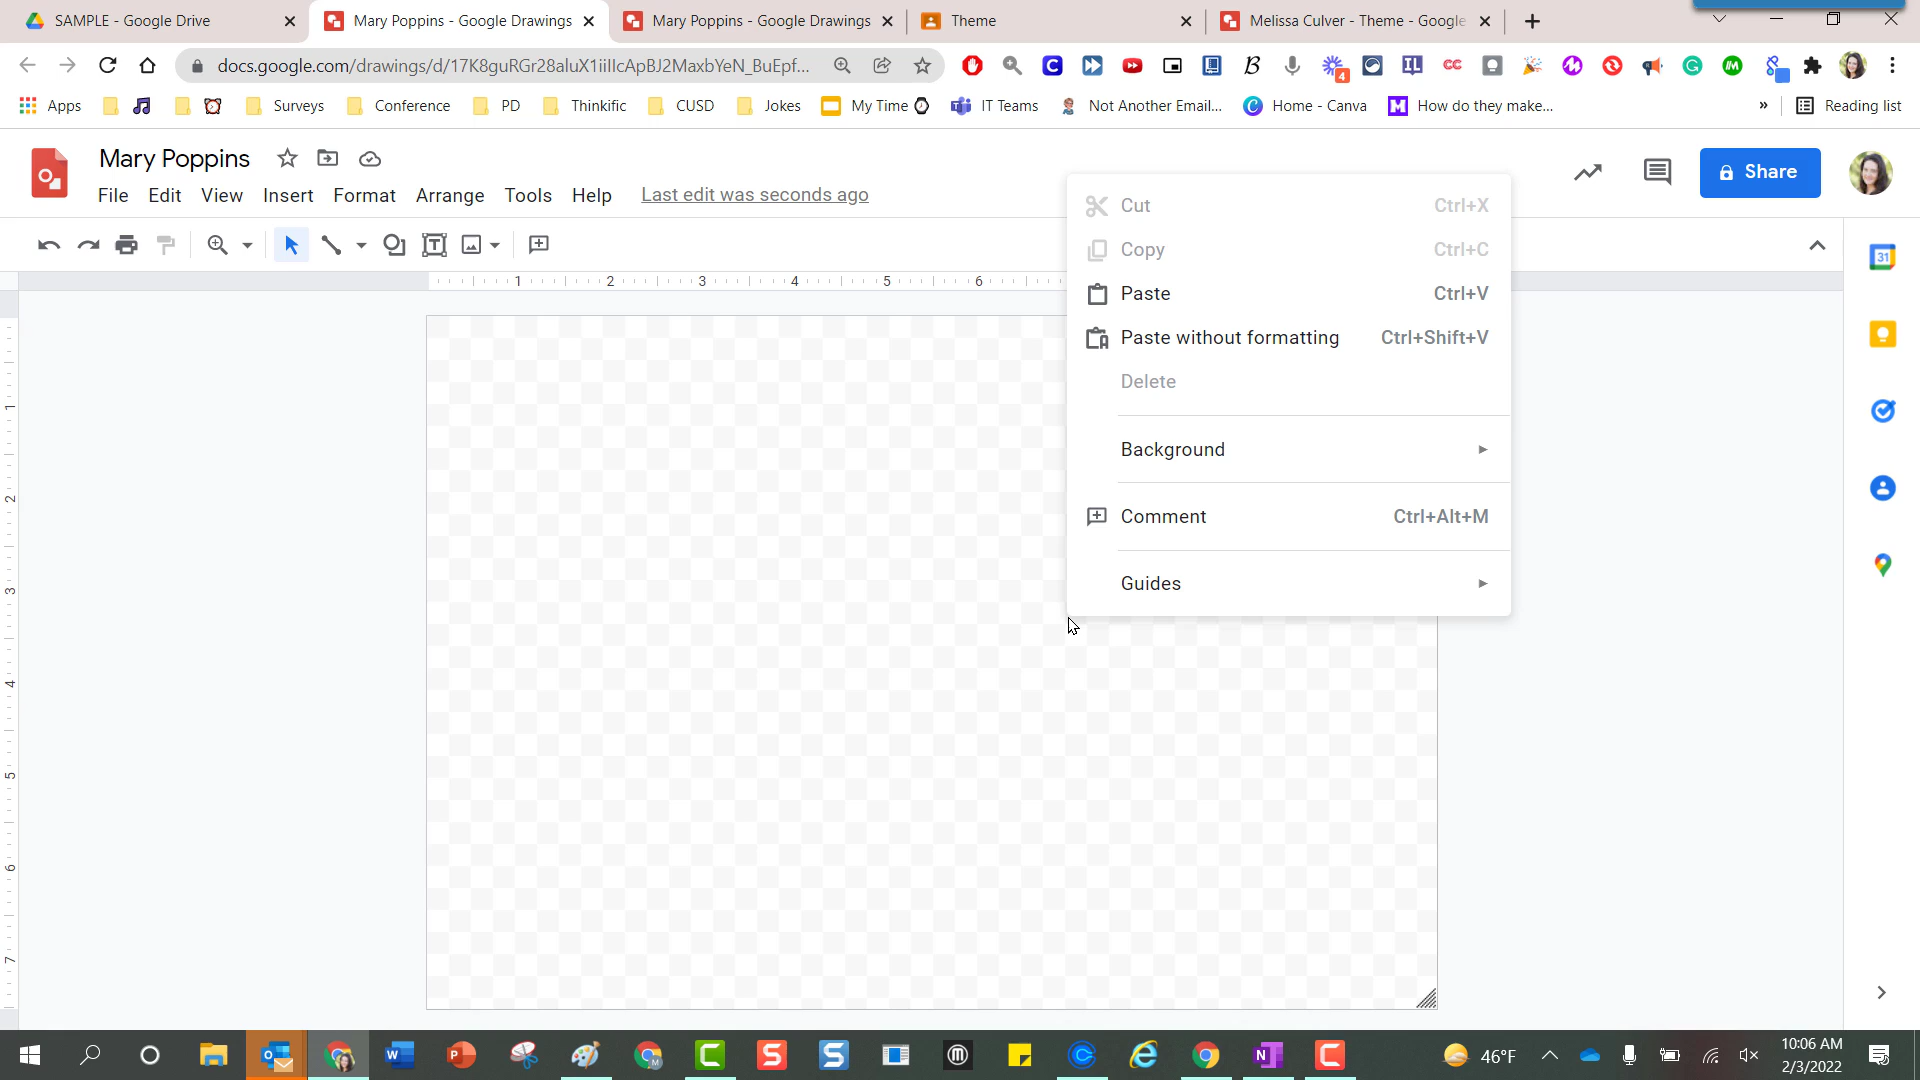 SAMPLE - Google Drive
Mary Poppins - Google Drawings
Mary Poppins - Google Drawings
Theme
Melissa Culver - Theme - Google
docs.google.com/drawings/d/17K8guRGr28aluX1iiIIcApBJ2MaxbYeN_BuEpf...
Apps
Surveys
Conference
PD
Thinkific
CUSD
Jokes
My Time
IT Teams
Not Another Email...
Home - Canva
How do they make...
»
Reading list
Mary Poppins
File Edit View Insert Format Arrange Tools Help
Last edit was seconds ago
Share
Cut Ctrl+X
Copy Ctrl+C
Paste Ctrl+V
Paste without formatting Ctrl+Shift+V
Delete
Background
Comment Ctrl+Alt+M
Guides
1 2 3 4 5 6
1
2
3
4
5
6
7
31
46°F
10:06 AM
2/3/2022